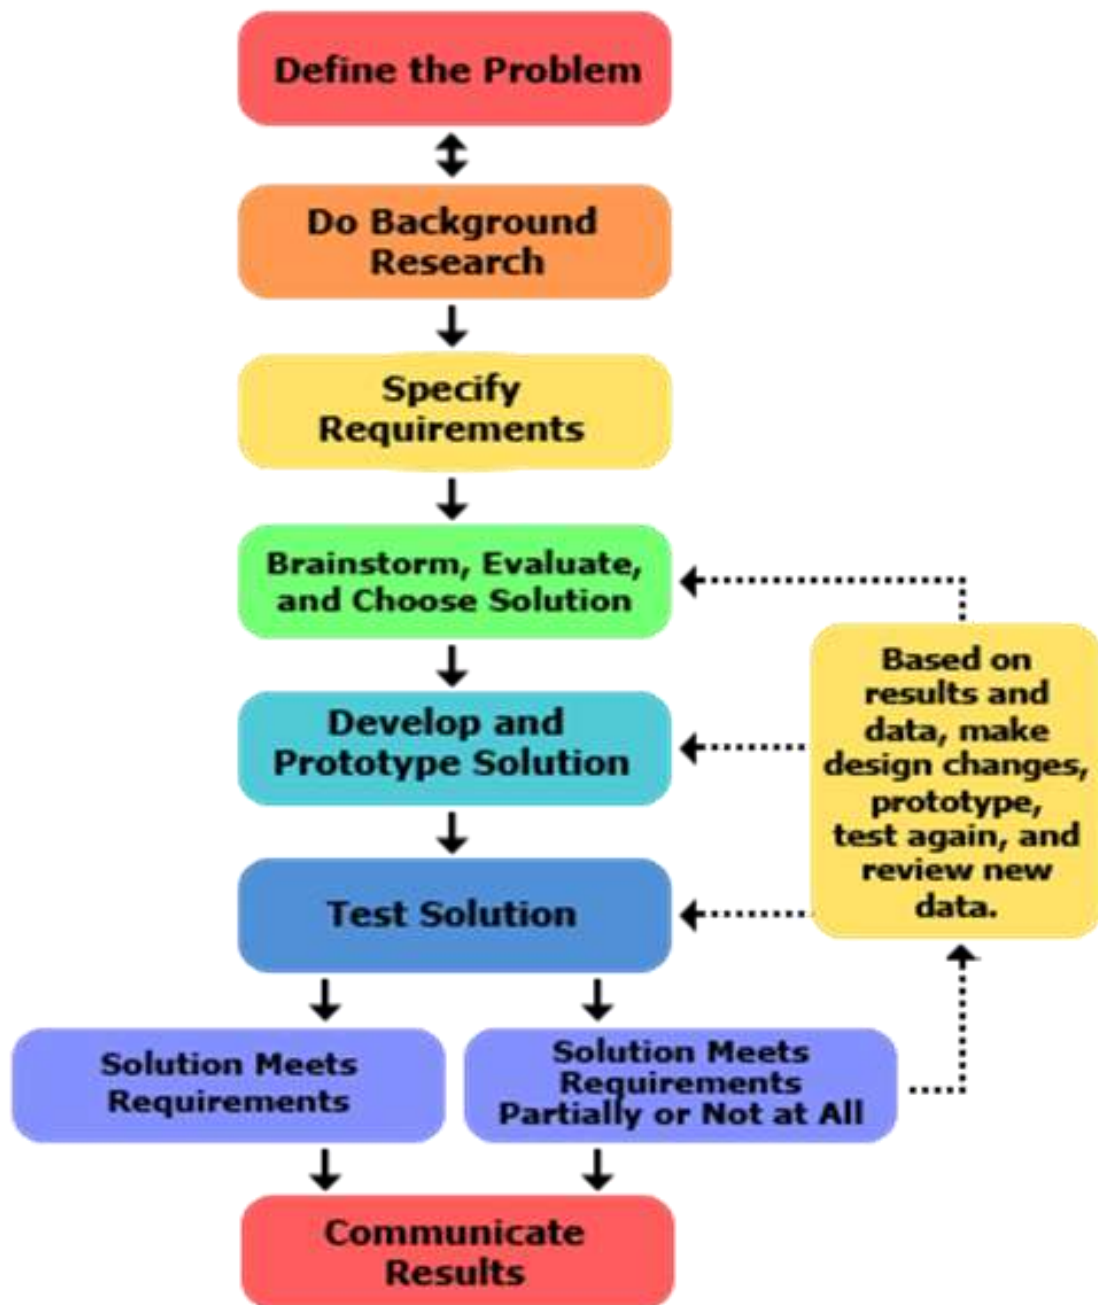 Define the Problem
Do Background
Research
Specify
Requirements
Brainstorm, Evaluate,
and Choose Solution
Based on
results and
data, make
design changes,
prototype,
test again, and
review new
data.
Develop and
Prototype Solution
Test Solution
Solution Meets
Requirements
Solution Meets
Requirements
Partially or Not at All
Communicate
Results